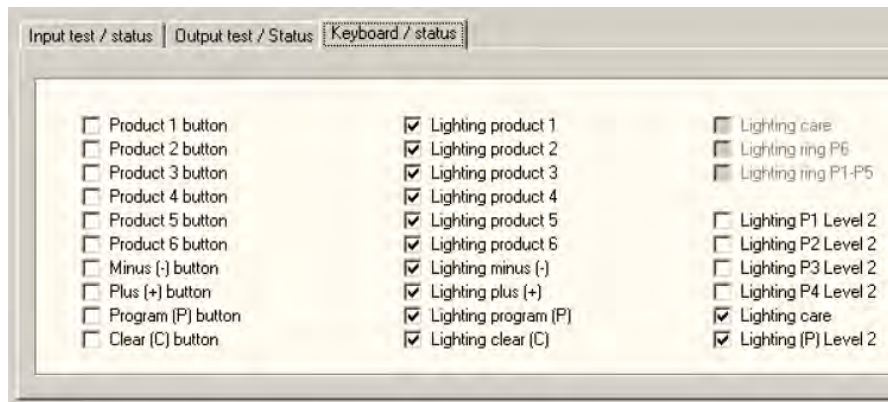 Input test / status Output test / Status Keyboard / status
Product 1 button
Product 2 button
Product 3 button
Product 4 button
Product 5 button
Product 6 button
Minus (-) button
Plus (+) button
Program (P) button
Clear (C) button
Lighting product 1
Lighting product 2
Lighting product 3
Lighting product 4
Lighting product 5
Lighting product 6
Lighting minus (-)
Lighting plus (+)
Lighting program (P)
Lighting clear (C)
Lighting care
Lighting ring P6
Lighting ring P1-P5
Lighting P1 Level 2
Lighting P2 Level 2
Lighting P3 Level 2
Lighting P4 Level 2
Lighting care
Lighting (P) Level 2